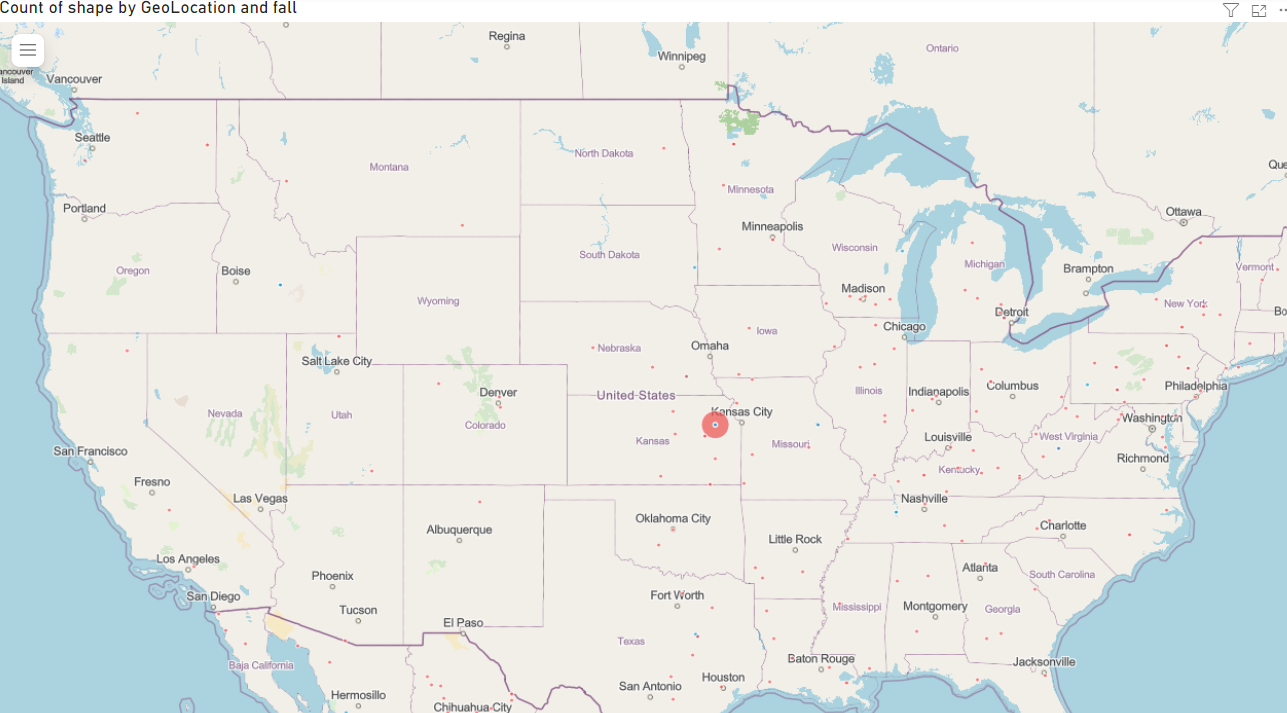 Count of shape by GeoLocation and fall
Regina
Winnipeg
Ontario
Vancouver
Island
Vancouver
Seattle
Montana
North Dakota
Minnesota
Portland
Ottawa
Minneapolis
Wisconsin
South Dakota
Michigan
Brampton
Vermont
Oregon
Boise
Wyoming
Madison
New York
Detroit
Chicago
Iowa
Salt Lake City
Nebraska
Omaha
United States
Illinois
Indianapolis
Columbus
Philadelphia
Denver
Nevada
Utah
Colorado
Kansas City
Washington
Kansas
Missouri
Louisville
West Virginia
San Francisco
Richmond
Kentucky
Fresno
Las Vegas
Nashville
Albuquerque
Oklahoma City
Charlotte
Little Rock
Los Angeles
Atlanta
Phoenix
South Carolina
San Diego
Fort Worth
Tucson
Mississippi
Montgomery
Georgia
El Paso
Texas
Baja California
Baton Rouge
Jacksonville
Houston
San Antonio
Hermosillo
Chihuahua City